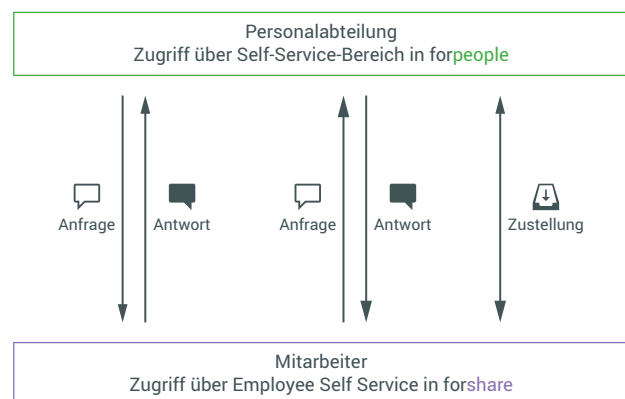 Personalabteilung
Zugriff über Self-Service-Bereich in forpeople
Anfrage
Antwort
Anfrage
Antwort
Zustellung
Mitarbeiter
Zugriff über Employee Self Service in forshare